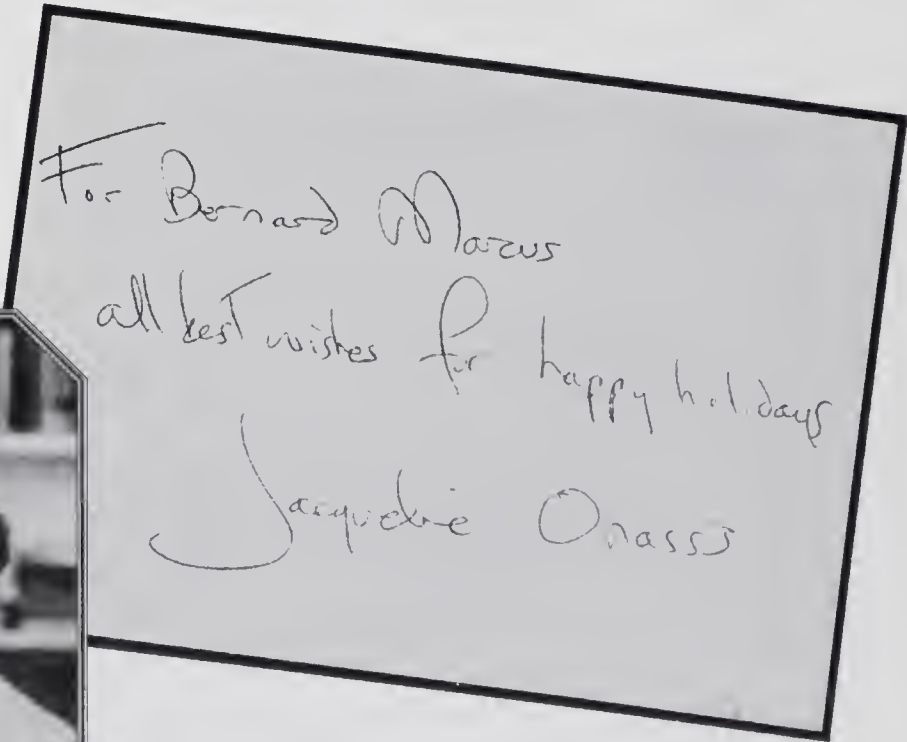 For Bernard Marcus
all best wishes for happy holidays
Jacqueline Onassis